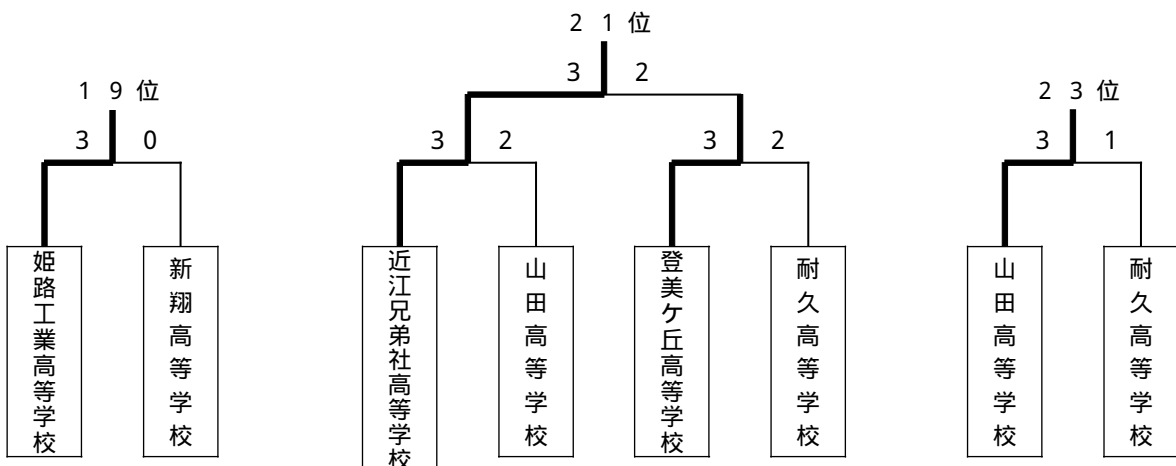 ２１位
３ ２
１９位
２３位
３ ０
３ ２
３ ２
３ １
姫路工業高等学校
新翔高等学校
近江兄弟社高等学校
山田高等学校
登美ケ丘高等学校
耐久高等学校
山田高等学校
耐久高等学校